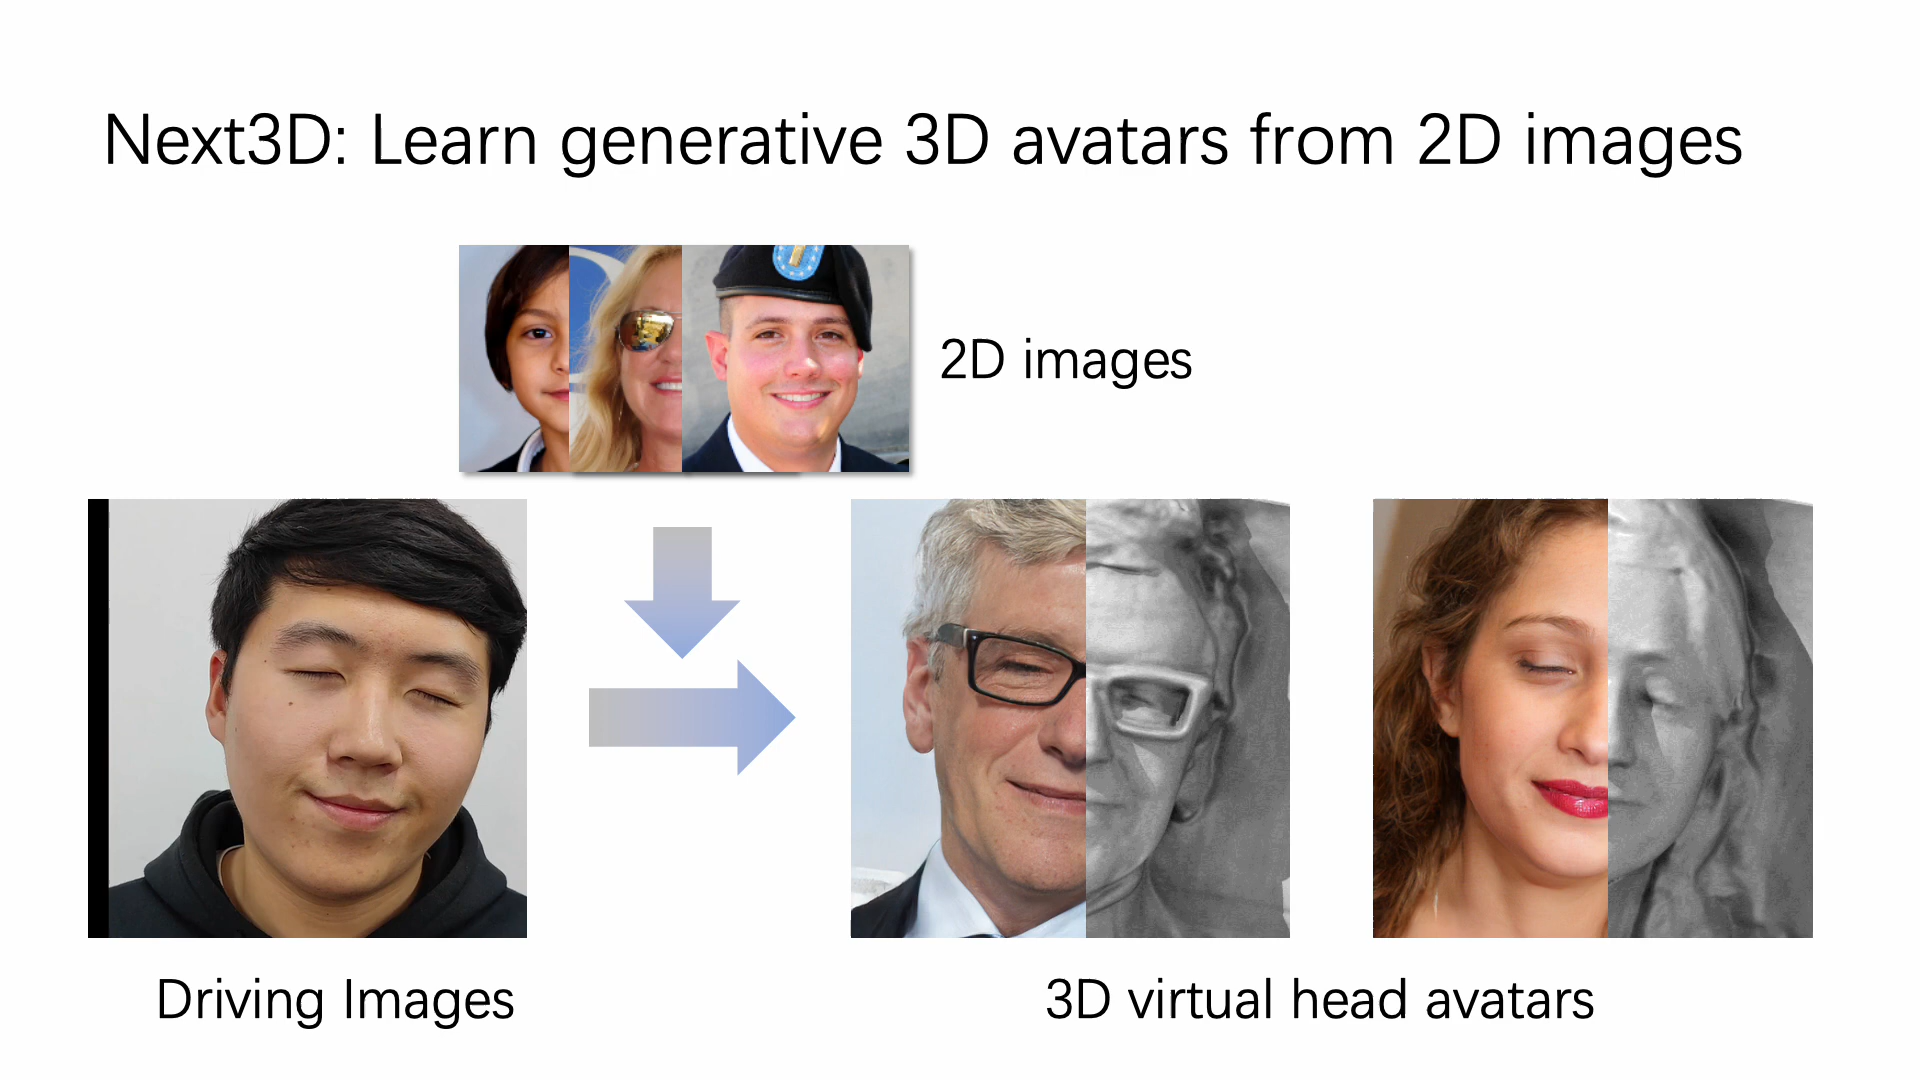 Next3D: Learn generative 3D avatars from 2D images
2D images
Driving Images
3D virtual head avatars